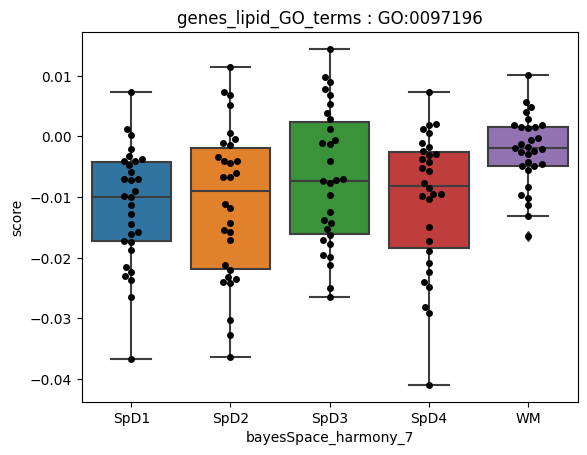 genes_lipid_GO_terms : GO:0097196
score
0.01
0.00
−0.01
−0.02
−0.03
−0.04
SpD1 SpD2 SpD3 SpD4 WM
bayesSpace_harmony_7